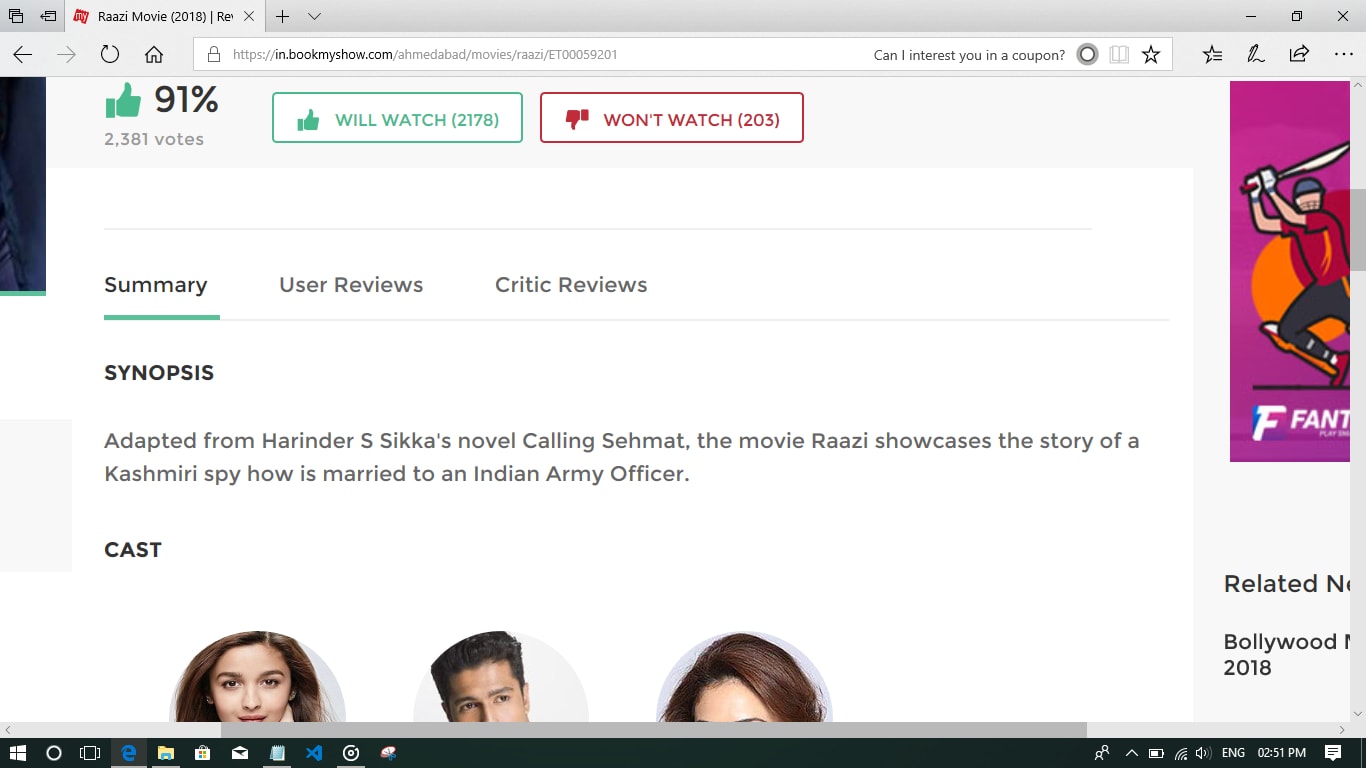 Raazi Movie (2018) | Re
https://in.bookmyshow.com/ahmedabad/movies/raazi/ET00059201
Can I interest you in a coupon?
91%
2,381 votes
WILL WATCH (2178)
WON'T WATCH (203)
Summary
User Reviews
Critic Reviews
SYNOPSIS
Adapted from Harinder S Sikka's novel Calling Sehmat, the movie Raazi showcases the story of a
Kashmiri spy how is married to an Indian Army Officer.
CAST
FANT
Related Ne
Bollywood M
2018
ENG
02:51 PM